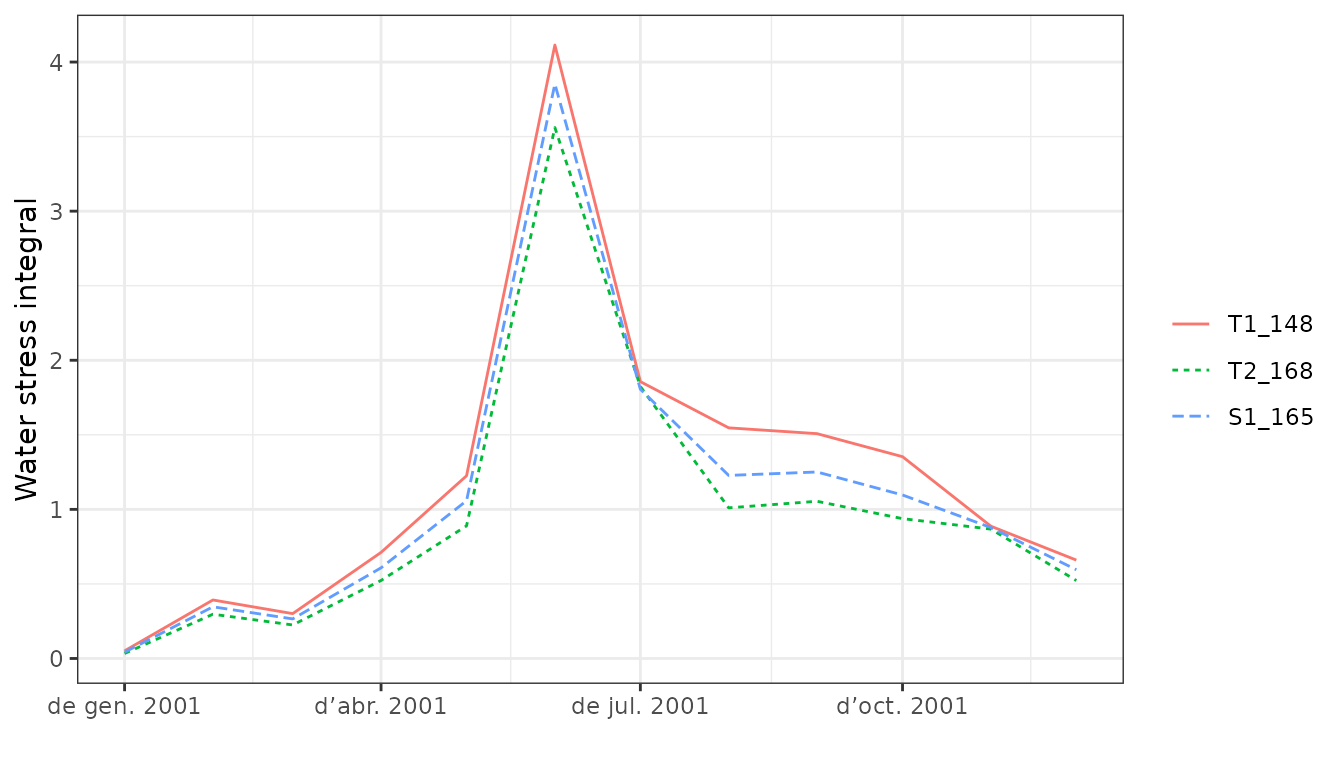 Water stress integral
4
3
2
1
0
de gen. 2001
d’abr. 2001
de jul. 2001
d’oct. 2001
T1_148
T2_168
S1_165